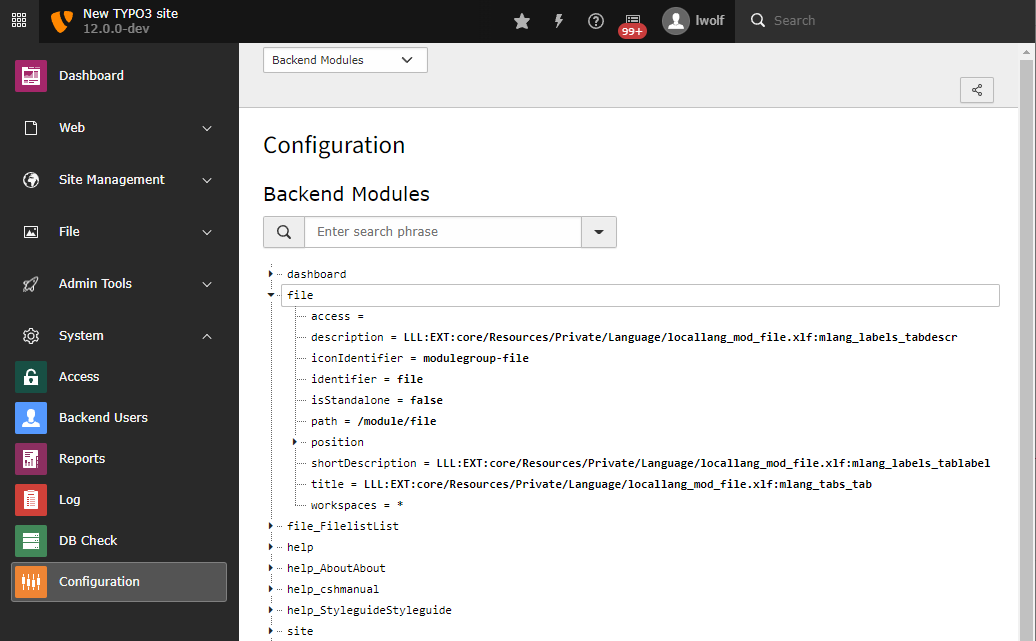 New TYPO3 site
12.0.0-dev
99+
lwolf
Search
Dashboard
Web
Site Management
File
Admin Tools
System
Access
Backend Users
Reports
Log
DB Check
Configuration
Backend Modules
Configuration
Backend Modules
Enter search phrase
dashboard
file
access =
description = LLL:EXT:core/Resources/Private/Language/locallang_mod_file.xlf:mlang_labels_tabdescr
iconIdentifier = modulegroup-file
identifier = file
isStandalone = false
path = /module/file
position
shortDescription = LLL:EXT:core/Resources/Private/Language/locallang_mod_file.xlf:mlang_labels_tablabel
title = LLL:EXT:core/Resources/Private/Language/locallang_mod_file.xlf:mlang_tabs_tab
workspaces = *
file_FilelistList
help
help_AboutAbout
help_cshmanual
help_StyleguideStyleguide
site